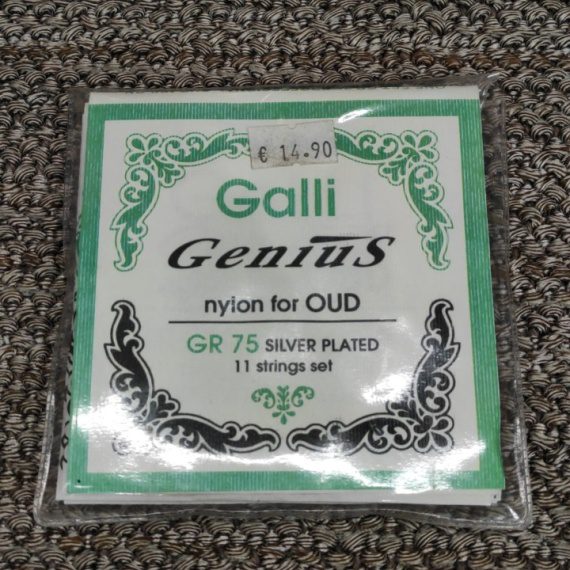 € 14.90
Galli
Genius
nylon for OUD
GR 75 SILVER PLATED
11 strings set